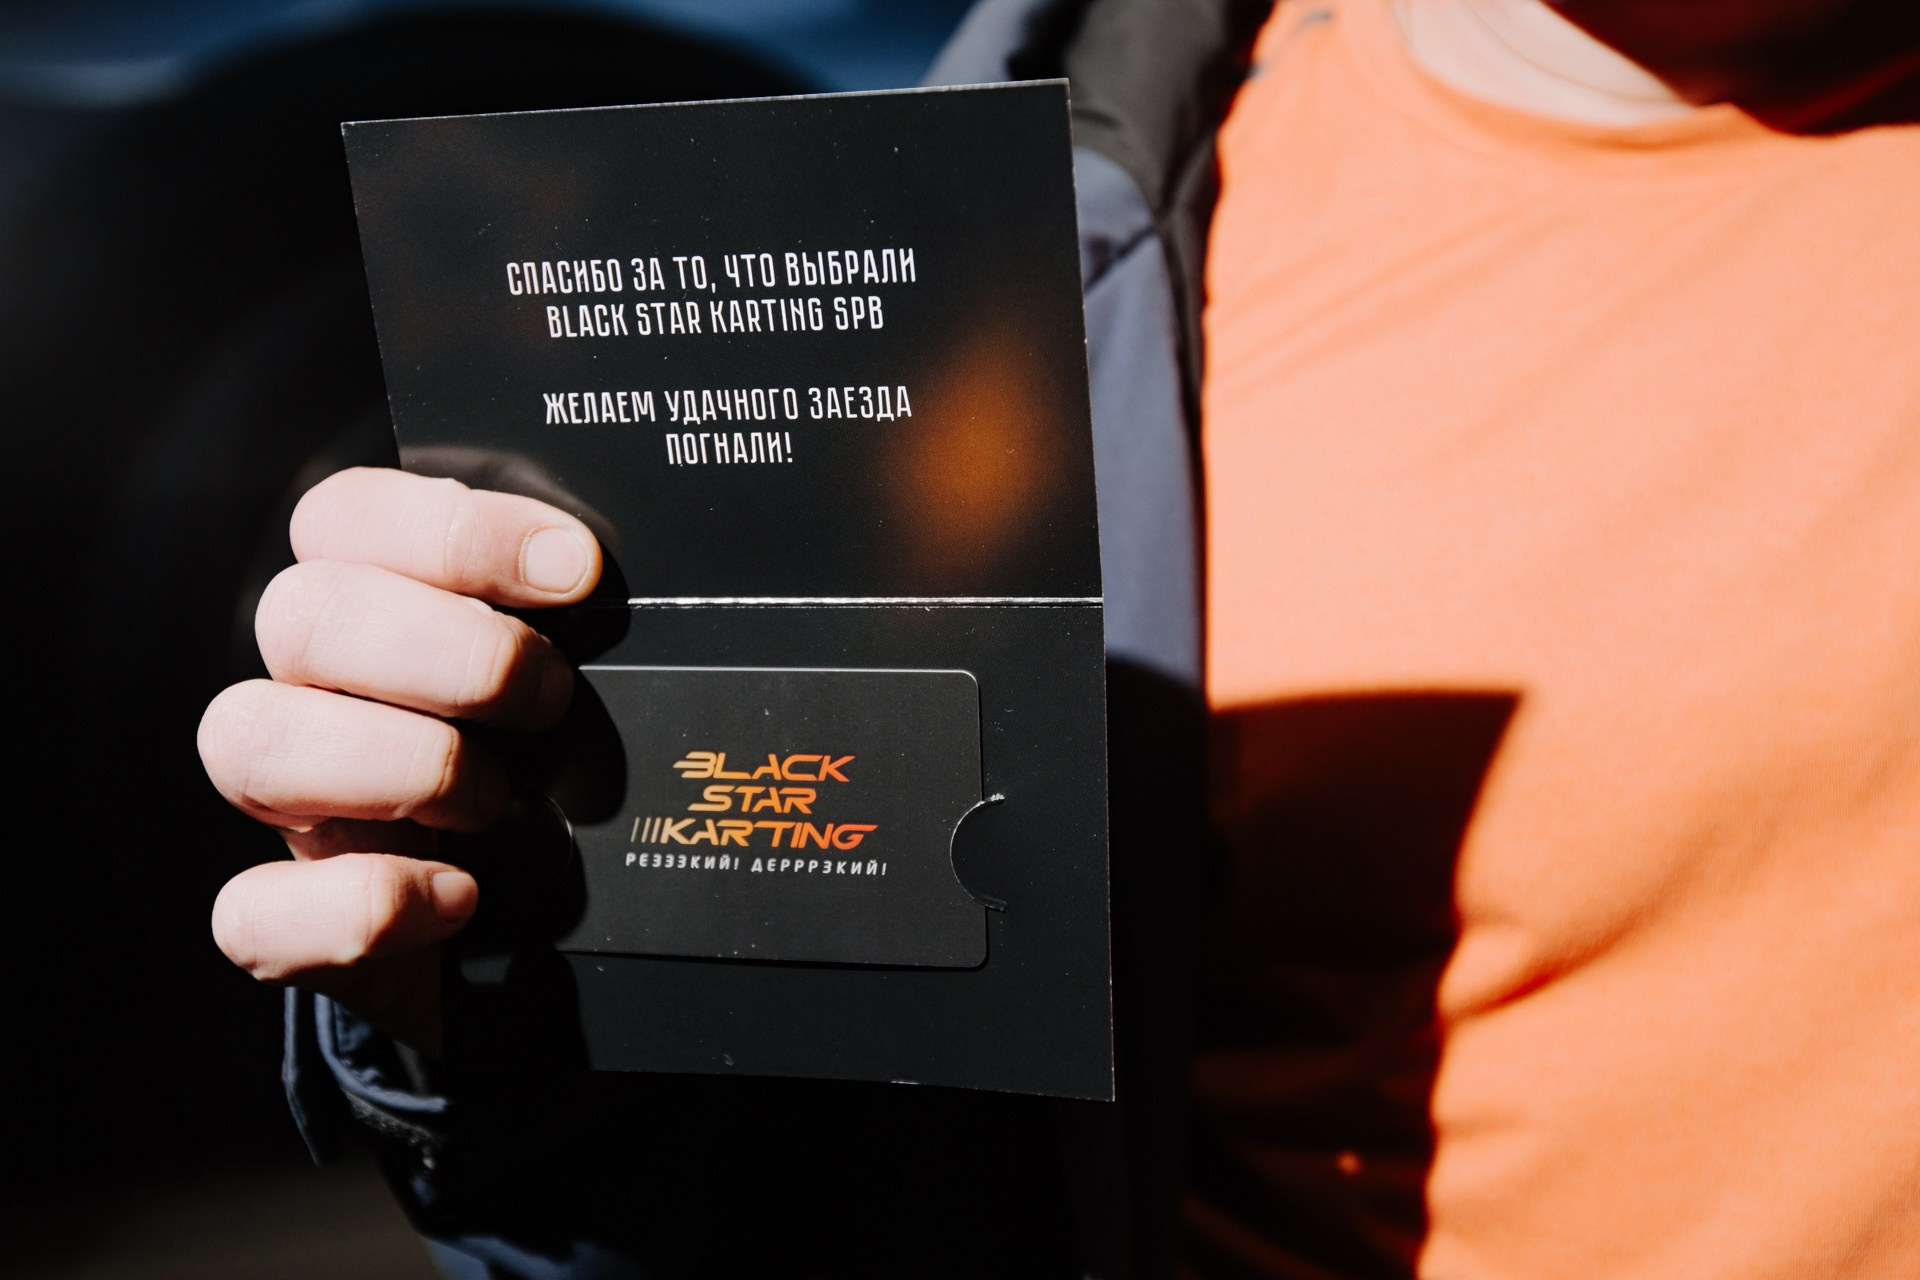 СПАСИБО ЗА ТО, ЧТО ВЫБРАЛИ
BLACK STAR KARTING SPB
ЖЕЛАЕМ УДАЧНОГО ЗАЕЗДА
ПОГНАЛИ!
BLACK
STAR
KARTING
РЕЗЗЗКИЙ! ДЕРРРЗКИЙ!